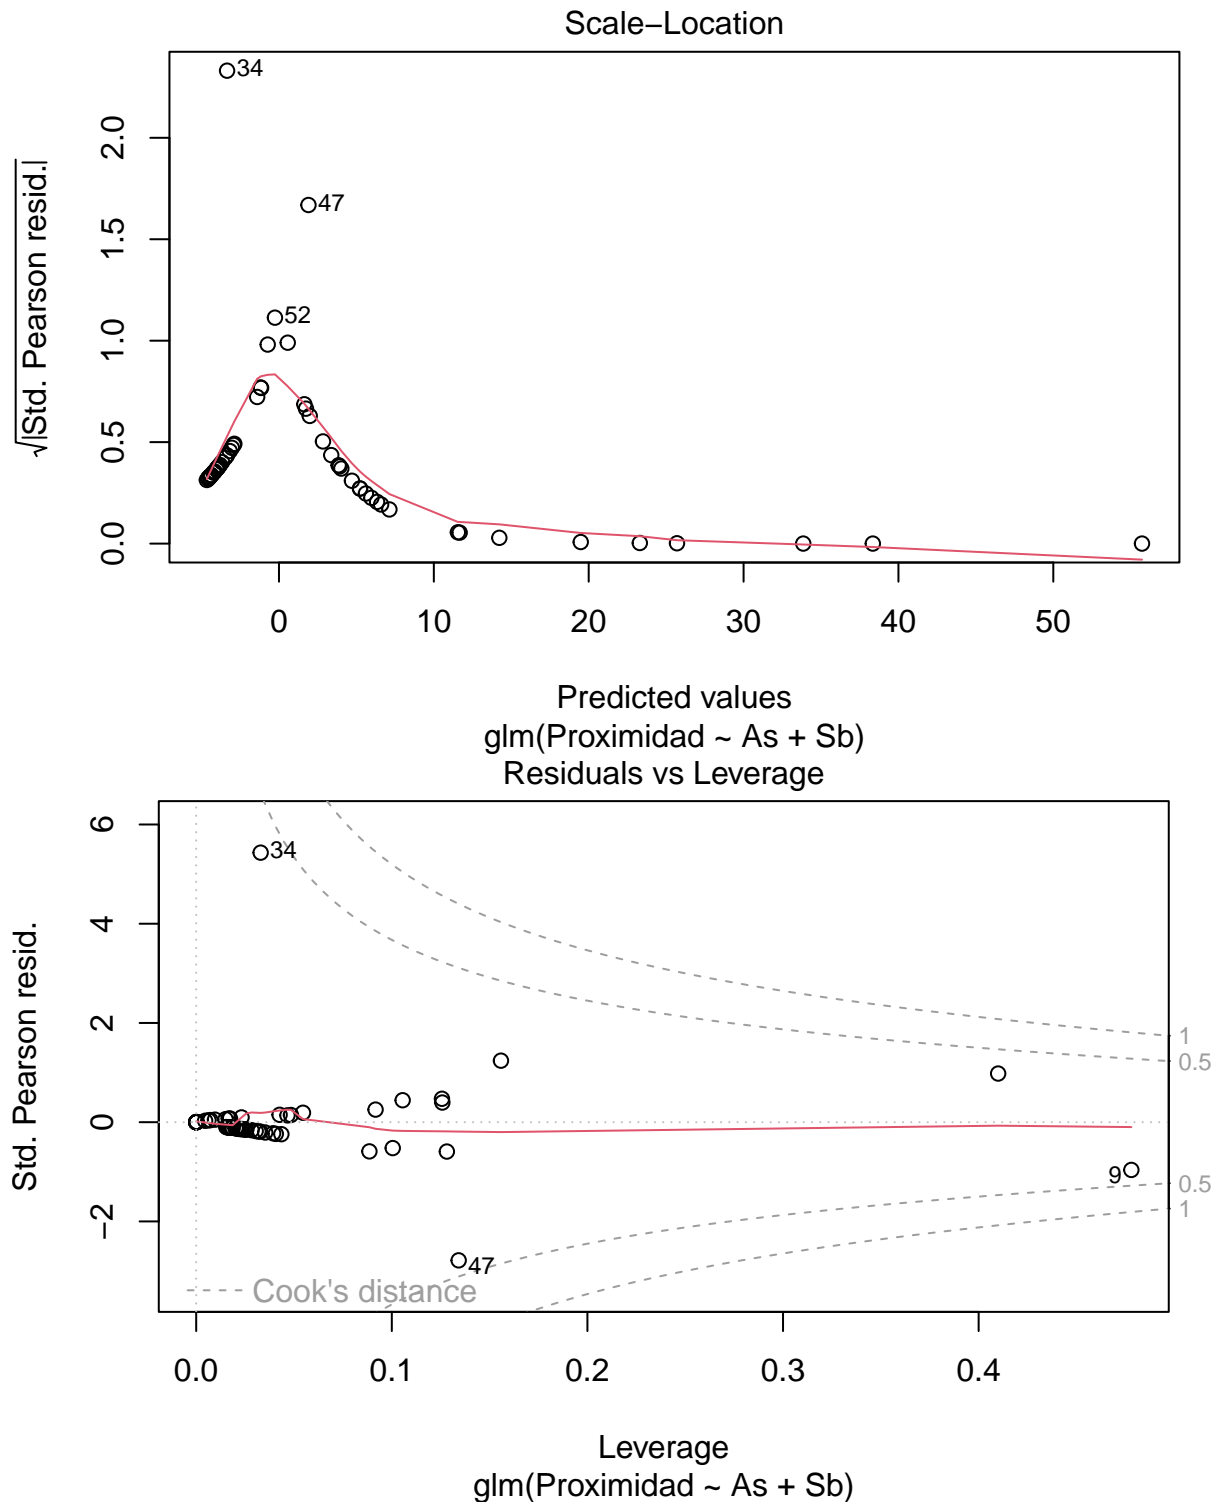 Scale−Location
34
47
52
2.0
1.5
1.0
0.5
0.0
√|Std. Pearson resid.|
0 10 20 30 40 50
Predicted values
glm(Proximidad ~ As + Sb)
Residuals vs Leverage
6
4
2
0
−2
Std. Pearson resid.
34
1
0.5
9
0.5
1
47
Cook's distance
0.0 0.1 0.2 0.3 0.4
Leverage
glm(Proximidad ~ As + Sb)